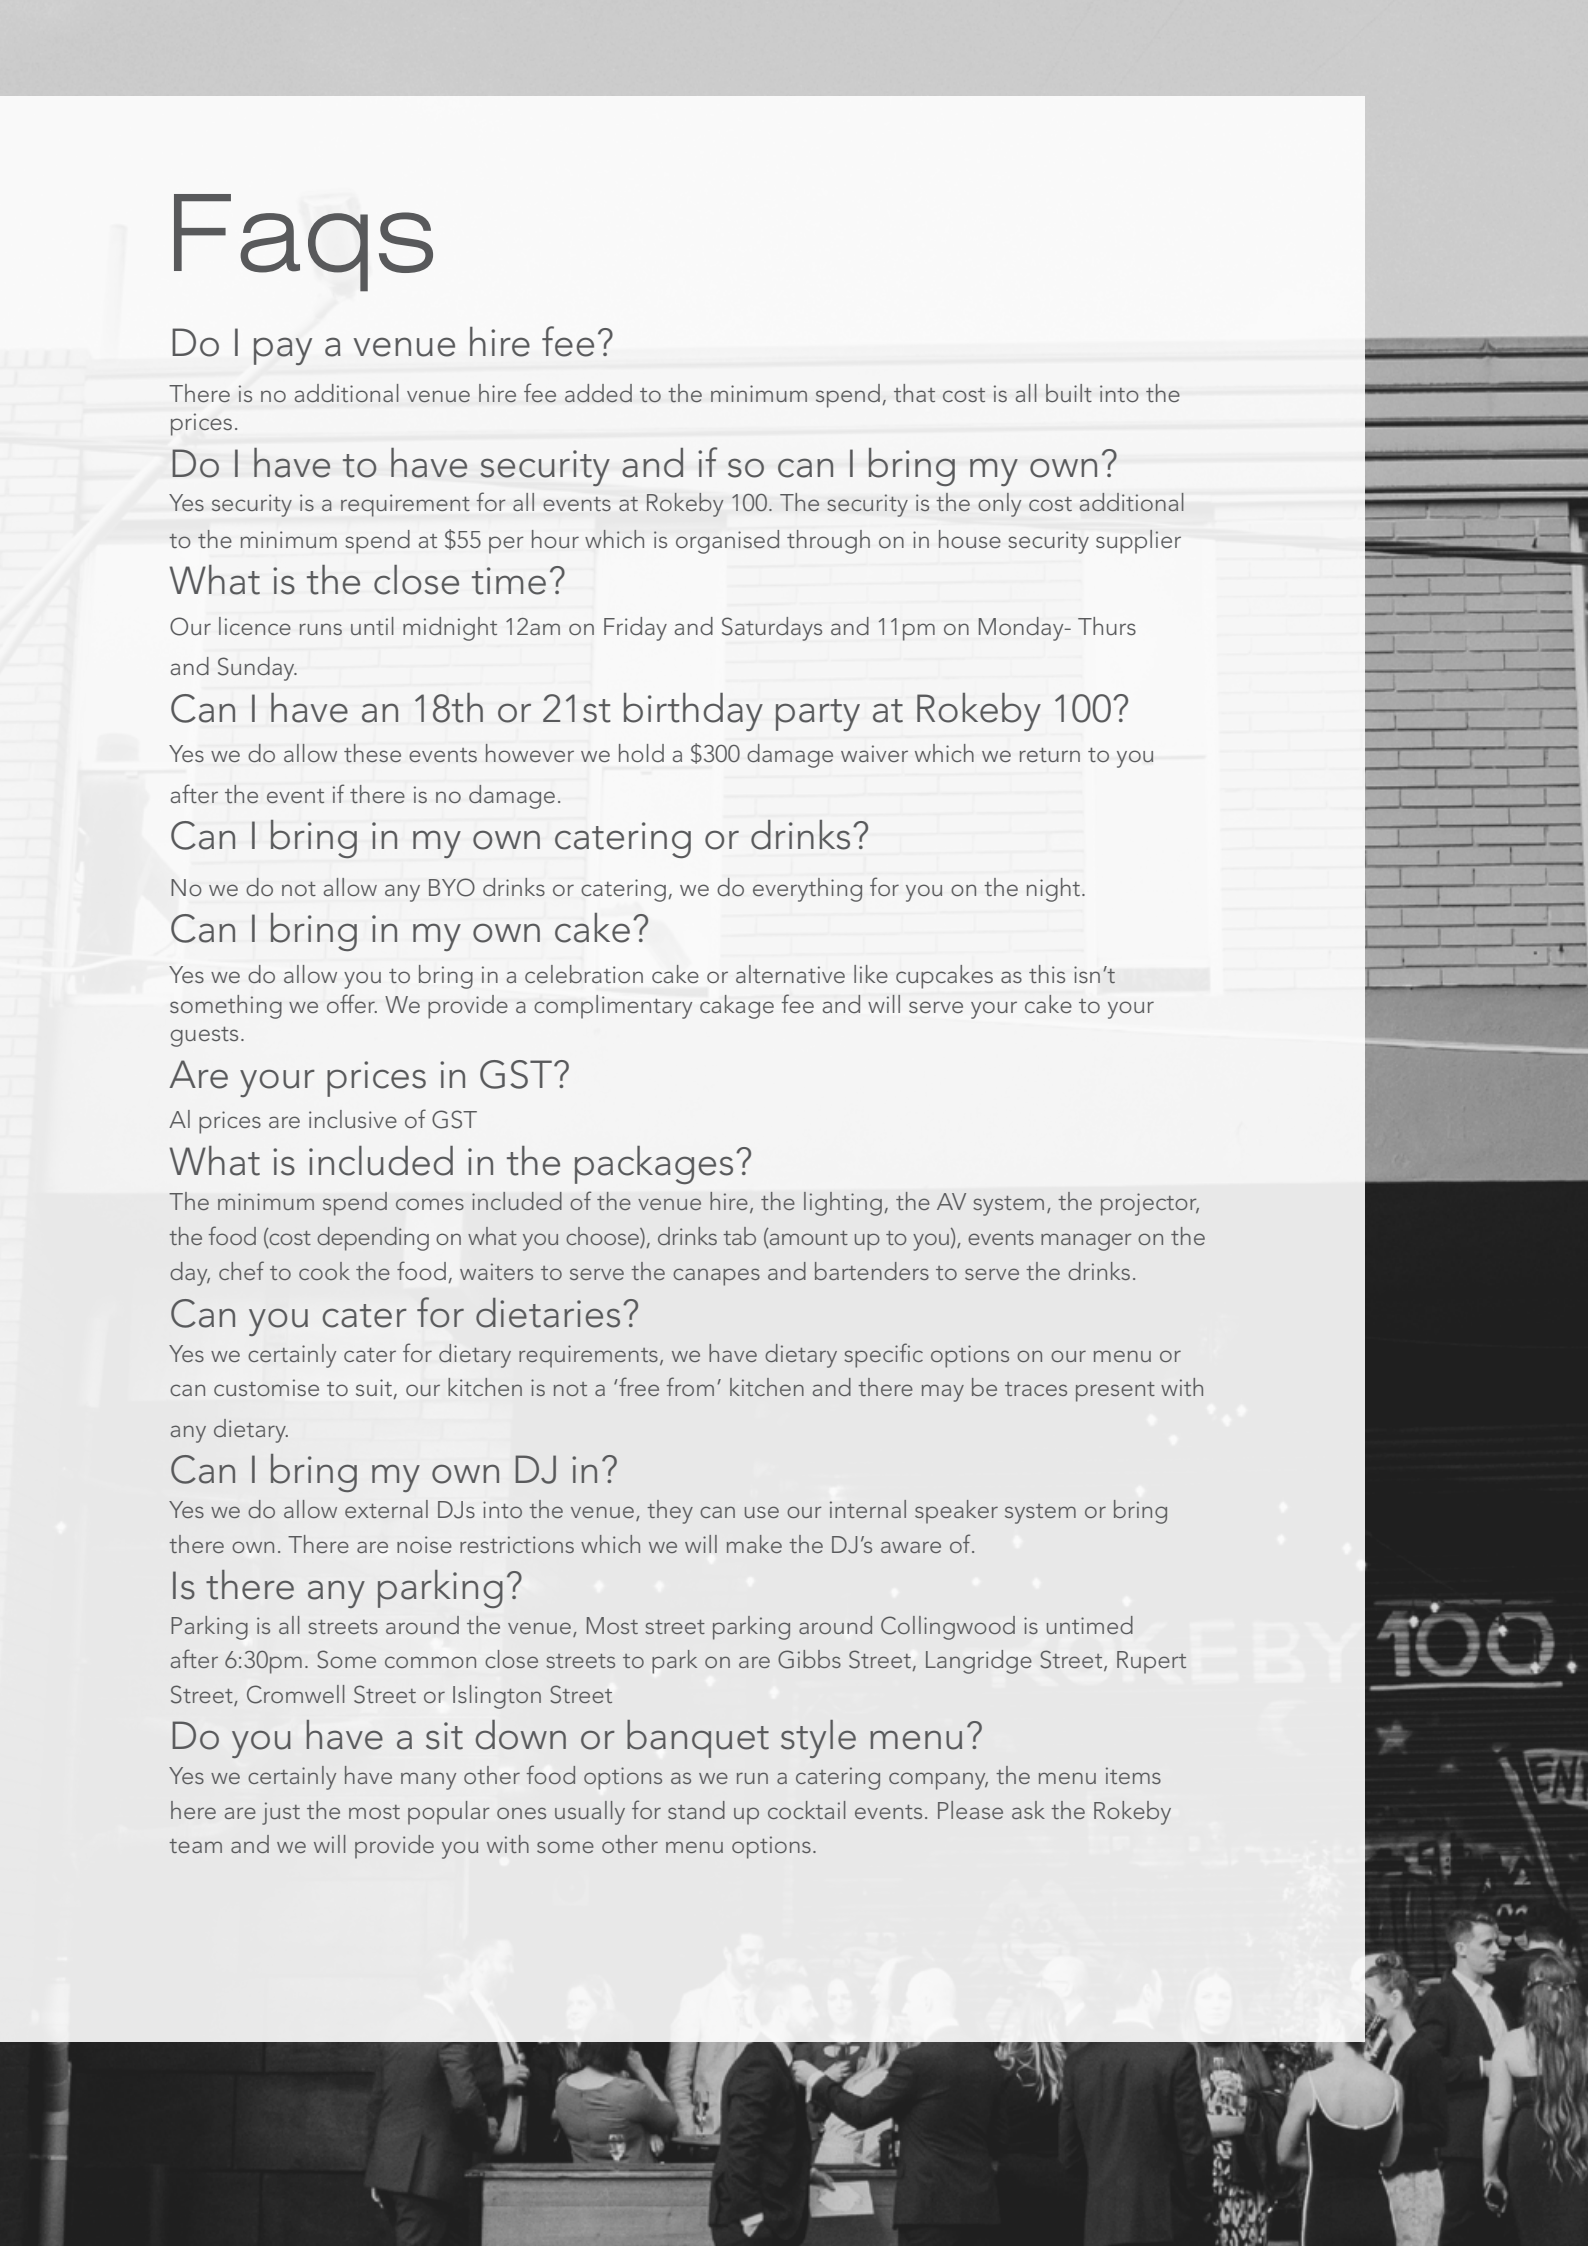 Faqs
Do I pay a venue hire fee?
There is no additional venue hire fee added to the minimum spend, that cost is all built into the
prices.
Do I have to have security and if so can I bring my own?
Yes security is a requirement for all events at Rokeby 100. The security is the only cost additional
to the minimum spend at $55 per hour which is organised through on in house security supplier
What is the close time?
Our licence runs until midnight 12am on Friday and Saturdays and 11pm on Monday- Thurs
and Sunday.
Can I have an 18th or 21st birthday party at Rokeby 100?
Yes we do allow these events however we hold a $300 damage waiver which we return to you
after the event if there is no damage.
Can I bring in my own catering or drinks?
No we do not allow any BYO drinks or catering, we do everything for you on the night.
Can I bring in my own cake?
Yes we do allow you to bring in a celebration cake or alternative like cupcakes as this isn’t
something we offer. We provide a complimentary cakage fee and will serve your cake to your
guests.
Are your prices in GST?
Al prices are inclusive of GST
What is included in the packages?
The minimum spend comes included of the venue hire, the lighting, the AV system, the projector,
the food (cost depending on what you choose), drinks tab (amount up to you), events manager on the
day, chef to cook the food, waiters to serve the canapes and bartenders to serve the drinks.
Can you cater for dietaries?
Yes we certainly cater for dietary requirements, we have dietary specific options on our menu or
can customise to suit, our kitchen is not a ‘free from’ kitchen and there may be traces present with
any dietary.
Can I bring my own DJ in?
Yes we do allow external DJs into the venue, they can use our internal speaker system or bring
there own. There are noise restrictions which we will make the DJ’s aware of.
Is there any parking?
Parking is all streets around the venue, Most street parking around Collingwood is untimed
after 6:30pm. Some common close streets to park on are Gibbs Street, Langridge Street, Rupert
Street, Cromwell Street or Islington Street
Do you have a sit down or banquet style menu?
Yes we certainly have many other food options as we run a catering company, the menu items
here are just the most popular ones usually for stand up cocktail events. Please ask the Rokeby
team and we will provide you with some other menu options.
ROKEBY 100.